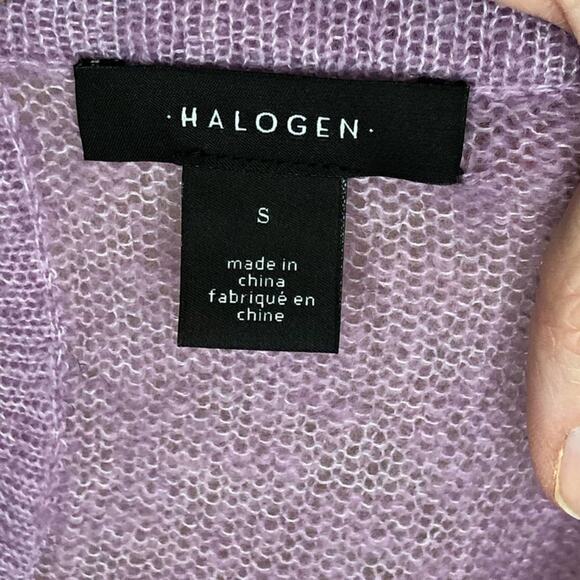 · HALOGEN ·
S
made in
china
fabriqué en
chine